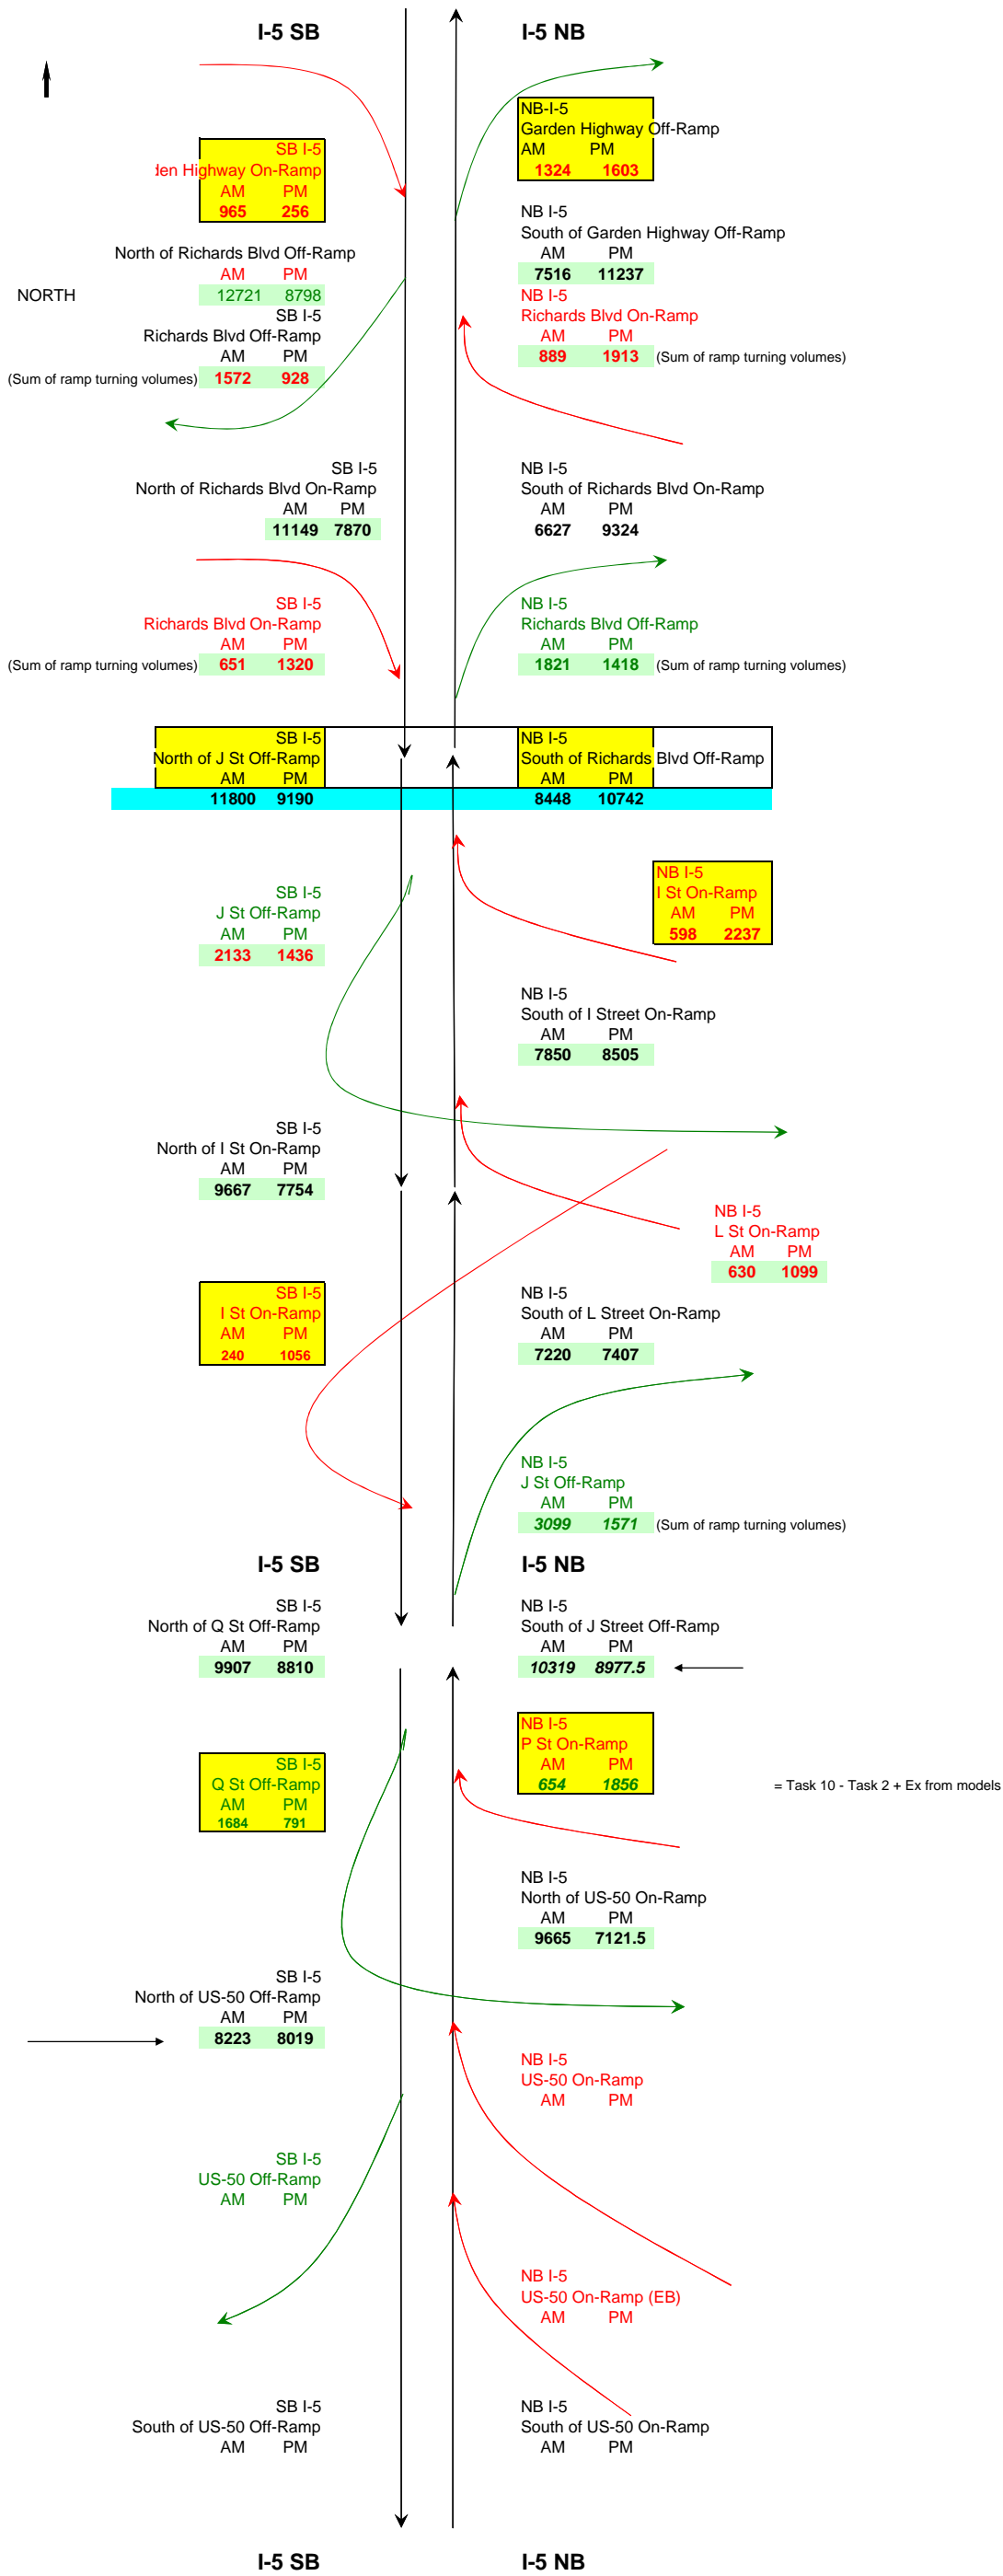 I-5 SB I-5 NB
NB-I-5
Garden Highway Off-Ramp
AM PM
1324 1603
SB I-5
den Highway On-Ramp
AM PM
965 256
NB I-5
South of Garden Highway Off-Ramp
AM PM
7516 11237
North of Richards Blvd Off-Ramp
AM PM
NORTH 12721 8798
SB I-5
Richards Blvd Off-Ramp
AM PM
(Sum of ramp turning volumes) 1572 928
NB I-5
Richards Blvd On-Ramp
AM PM
889 1913 (Sum of ramp turning volumes)
SB I-5
North of Richards Blvd On-Ramp
AM PM
11149 7870
NB I-5
South of Richards Blvd On-Ramp
AM PM
6627 9324
SB I-5
Richards Blvd On-Ramp
AM PM
(Sum of ramp turning volumes) 651 1320
NB I-5
Richards Blvd Off-Ramp
AM PM
1821 1418 (Sum of ramp turning volumes)
SB I-5
North of J St Off-Ramp
AM PM
11800 9190
NB I-5
South of Richards Blvd Off-Ramp
AM PM
8448 10742
NB I-5
I St On-Ramp
AM PM
598 2237
SB I-5
J St Off-Ramp
AM PM
2133 1436
NB I-5
South of I Street On-Ramp
AM PM
7850 8505
SB I-5
North of I St On-Ramp
AM PM
9667 7754
NB I-5
L St On-Ramp
AM PM
630 1099
SB I-5
I St On-Ramp
AM PM
240 1056
NB I-5
South of L Street On-Ramp
AM PM
7220 7407
NB I-5
J St Off-Ramp
AM PM
3099 1571 (Sum of ramp turning volumes)
I-5 SB I-5 NB
SB I-5
North of Q St Off-Ramp
AM PM
9907 8810
NB I-5
South of J Street Off-Ramp
AM PM
10319 8977.5
NB I-5
P St On-Ramp
AM PM
654 1856
= Task 10 - Task 2 + Ex from models
SB I-5
Q St Off-Ramp
AM PM
1684 791
NB I-5
North of US-50 On-Ramp
AM PM
9665 7121.5
SB I-5
North of US-50 Off-Ramp
AM PM
8223 8019
NB I-5
US-50 On-Ramp
AM PM
SB I-5
US-50 Off-Ramp
AM PM
NB I-5
US-50 On-Ramp (EB)
AM PM
SB I-5
South of US-50 Off-Ramp
AM PM
NB I-5
South of US-50 On-Ramp
AM PM
I-5 SB I-5 NB